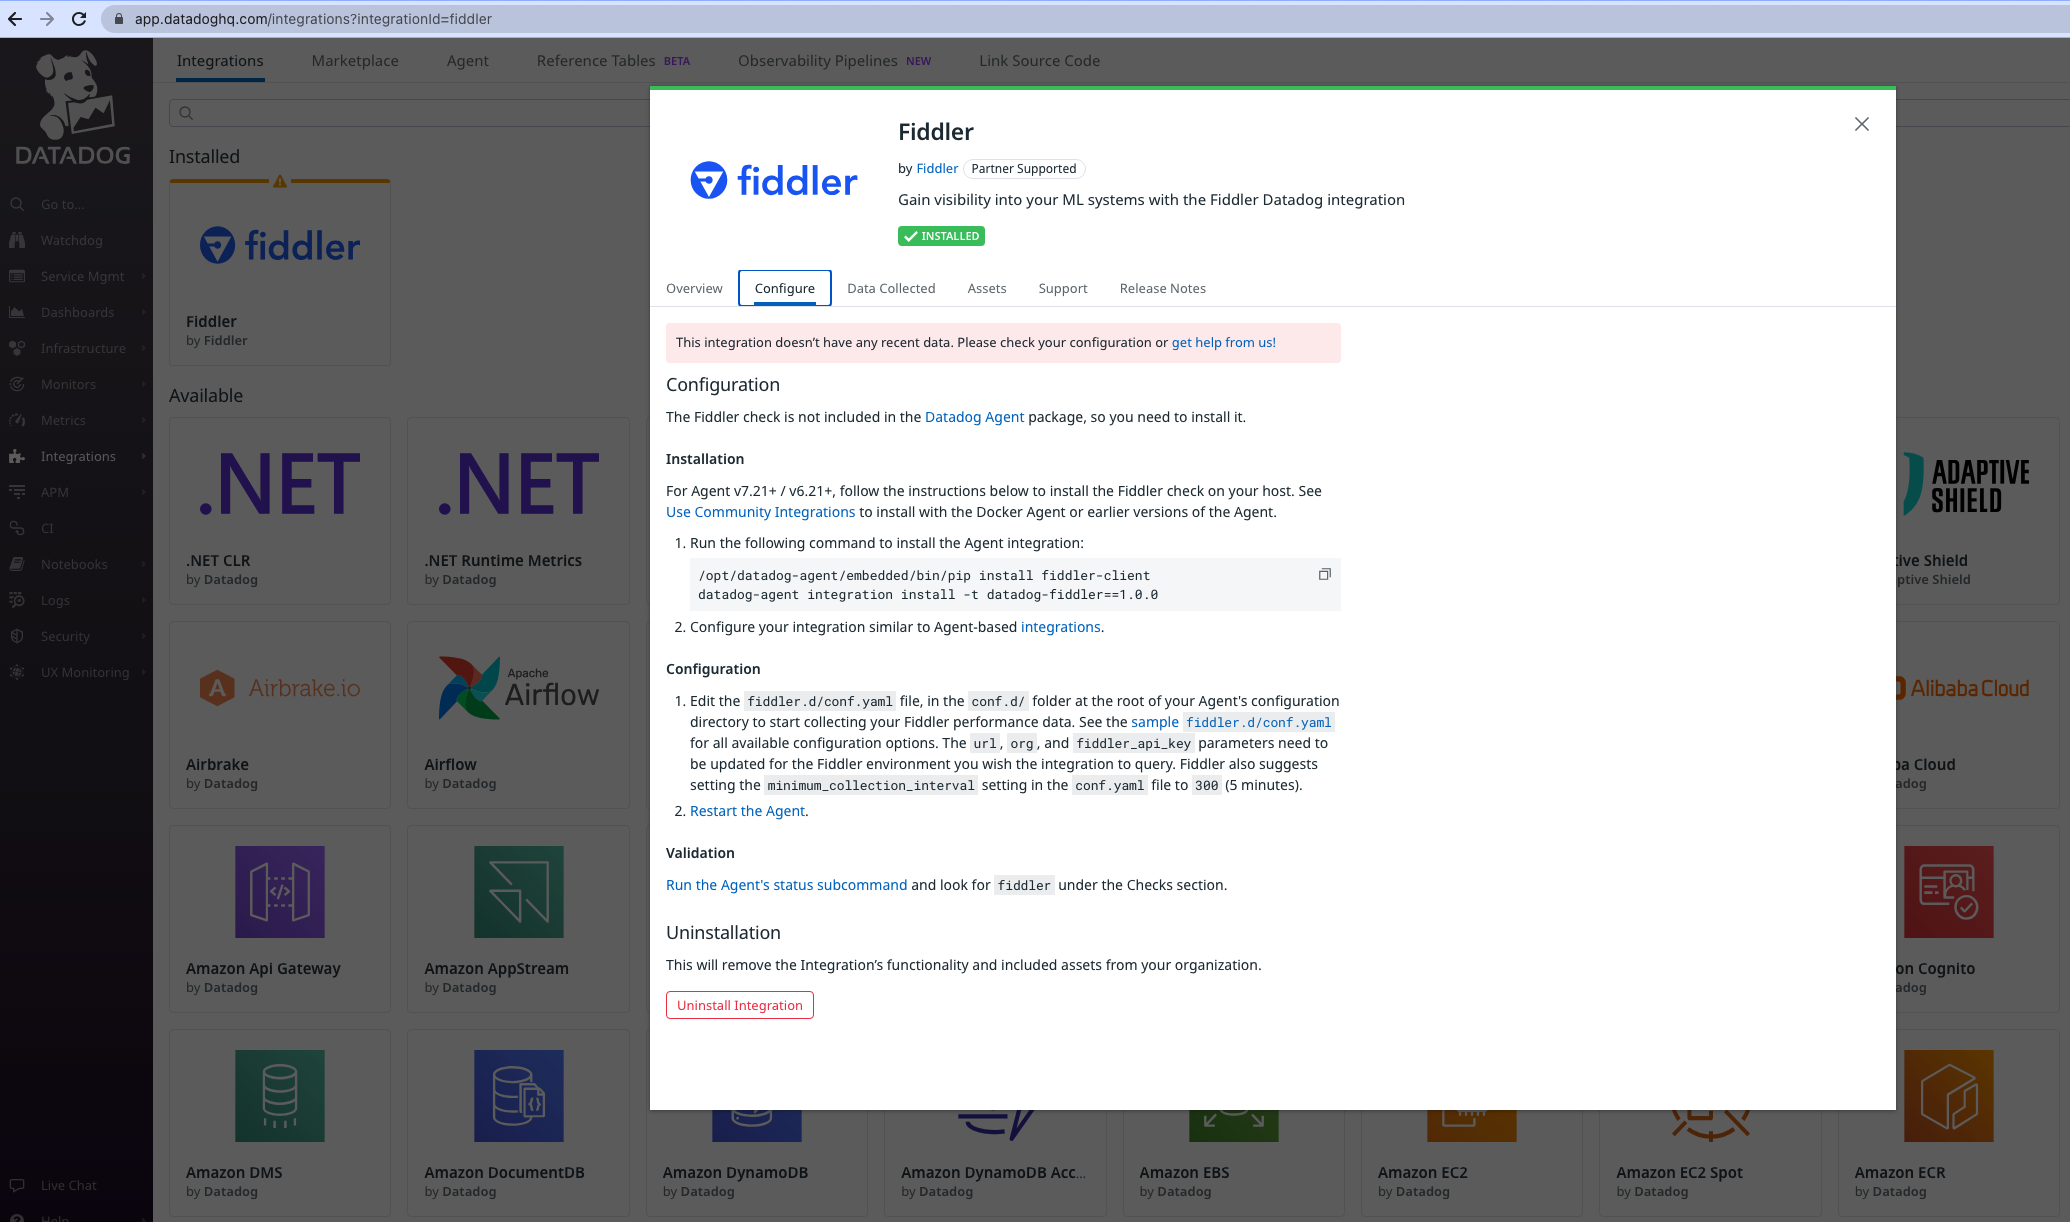 app.datadoghq.com/integrations?integrationId=fiddler
DATADOG
Go to...
Watchdog
Service Mgmt
Dashboards
Infrastructure
Monitors
Metrics
Integrations
APM
CI
Notebooks
Logs
Security
UX Monitoring
Live Chat
Help
Integrations Marketplace Agent Reference Tables BETA Observability Pipelines NEW Link Source Code
Installed
fiddler
Fiddler
by Fiddler
Available
.NET
.NET CLR
by Datadog
.NET
.NET Runtime Metrics
by Datadog
ADAPTIVE
SHIELD
tive Shield
ptive Shield
Airbrake.io
Airbrake
by Datadog
Apache
Airflow
Airflow
by Datadog
Alibaba Cloud
ba Cloud
adog
Amazon Api Gateway
by Datadog
Amazon AppStream
by Datadog
on Cognito
adog
Amazon DMS
by Datadog
Amazon DocumentDB
by Datadog
Amazon DynamoDB
by Datadog
Amazon DynamoDB Acc...
by Datadog
Amazon EBS
by Datadog
Amazon EC2
by Datadog
Amazon EC2 Spot
by Datadog
Amazon ECR
by Datadog
fiddler
Fiddler
by Fiddler Partner Supported
Gain visibility into your ML systems with the Fiddler Datadog integration
INSTALLED
Overview Configure Data Collected Assets Support Release Notes
This integration doesn't have any recent data. Please check your configuration or get help from us!
Configuration
The Fiddler check is not included in the Datadog Agent package, so you need to install it.
Installation
For Agent v7.21+ / v6.21+, follow the instructions below to install the Fiddler check on your host. See
Use Community Integrations to install with the Docker Agent or earlier versions of the Agent.
1. Run the following command to install the Agent integration:
/opt/datadog-agent/embedded/bin/pip install fiddler-client
datadog-agent integration install -t datadog-fiddler==1.0.0
2. Configure your integration similar to Agent-based integrations.
Configuration
1. Edit the fiddler.d/conf.yaml file, in the conf.d/ folder at the root of your Agent's configuration
directory to start collecting your Fiddler performance data. See the sample fiddler.d/conf.yaml
for all available configuration options. The url, org, and fiddler_api_key parameters need to
be updated for the Fiddler environment you wish the integration to query. Fiddler also suggests
setting the minimum_collection_interval setting in the conf.yaml file to 300 (5 minutes).
2. Restart the Agent.
Validation
Run the Agent's status subcommand and look for fiddler under the Checks section.
Uninstallation
This will remove the Integration's functionality and included assets from your organization.
Uninstall Integration